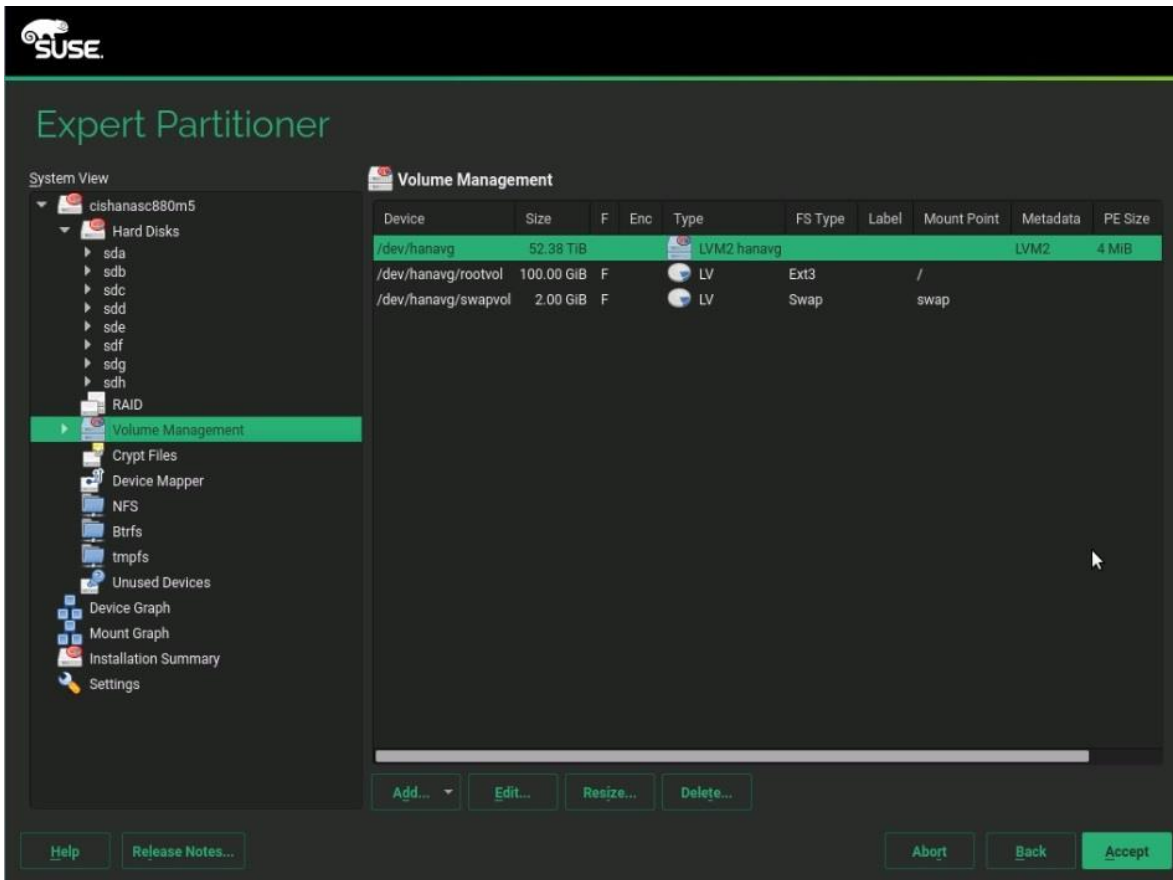 SUSE.
Expert Partitioner
System View
cishanasc880m5
Hard Disks
sda
sdb
sdc
sdd
sde
sdf
sdg
sdh
RAID
Volume Management
Crypt Files
Device Mapper
NFS
Btrfs
tmpfs
Unused Devices
Device Graph
Mount Graph
Installation Summary
Settings
Volume Management
Device Size F Enc Type FS Type Label Mount Point Metadata PE Size
/dev/hanavg 52.38 TiB LVM2 hanavg LVM2 4 MiB
/dev/hanavg/rootvol 100.00 GiB F LV Ext3 /
/dev/hanavg/swapvol 2.00 GiB F LV Swap swap
Add... Edit... Resize... Delete...
Help Release Notes... Abort Back Accept